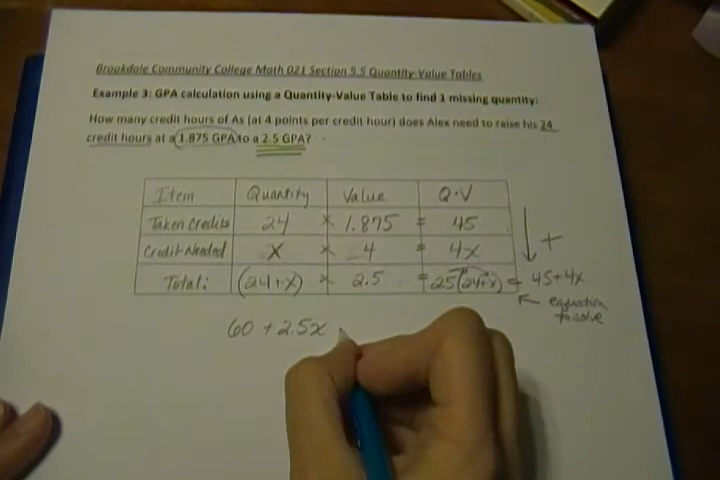 Brookdale Community College Math 021 Section 5.5 Quantity-Value Tables
Example 3: GPA calculation using a Quantity-Value Table to find 1 missing quantity:
How many credit hours of As (at 4 points per credit hour) does Alex need to raise his 24
credit hours at a 1.875 GPA to a 2.5 GPA?
Item Quantity Value Q·V
Taken Credits 24 × 1.875 = 45
Credit Needed x × 4 = 4x
+
Total: (24+x) × 2.5 = 2.5(24+x) = 45+4x
equation
to solve
60 + 2.5x